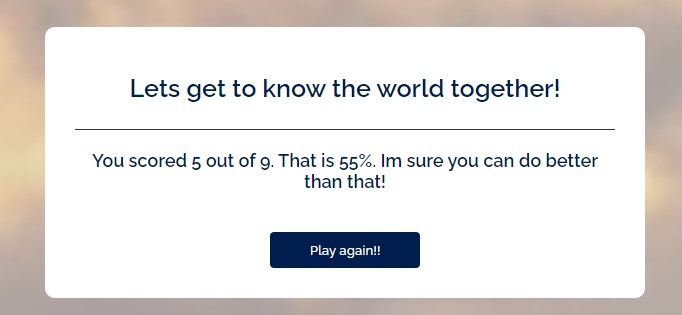 Lets get to know the world together!
You scored 5 out of 9. That is 55%. Im sure you can do better
than that!
Play again!!